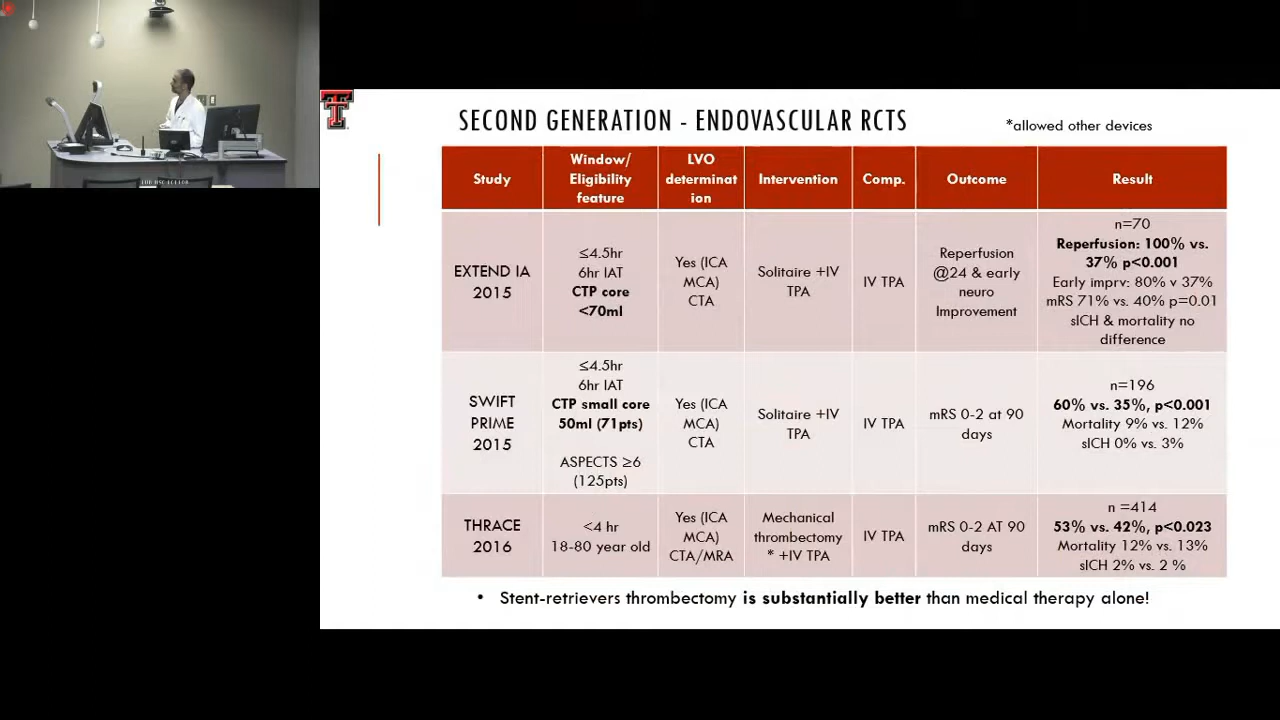 SECOND GENERATION - ENDOVASCULAR RCTS
*allowed other devices
Study
Window/
Eligibility
feature
LVO
determinat
ion
Intervention
Comp.
Outcome
Result
EXTEND IA
2015
≤4.5hr
6hr IAT
CTP core
<70ml
Yes (ICA
MCA)
CTA
Solitaire +IV
TPA
IV TPA
Reperfusion
@24 & early
neuro
Improvement
n=70
Reperfusion: 100% vs.
37% p<0.001
Early imprv: 80% v 37%
mRS 71% vs. 40% p=0.01
sICH & mortality no
difference
SWIFT
PRIME
2015
≤4.5hr
6hr IAT
CTP small core
50ml (71pts)
ASPECTS ≥6
(125pts)
Yes (ICA
MCA)
CTA
Solitaire +IV
TPA
IV TPA
mRS 0-2 at 90
days
n=196
60% vs. 35%, p<0.001
Mortality 9% vs. 12%
sICH 0% vs. 3%
THRACE
2016
<4 hr
18-80 year old
Yes (ICA
MCA)
CTA/MRA
Mechanical
thrombectomy
* +IV TPA
IV TPA
mRS 0-2 AT 90
days
n =414
53% vs. 42%, p<0.023
Mortality 12% vs. 13%
sICH 2% vs. 2 %
• Stent-retrievers thrombectomy is substantially better than medical therapy alone!